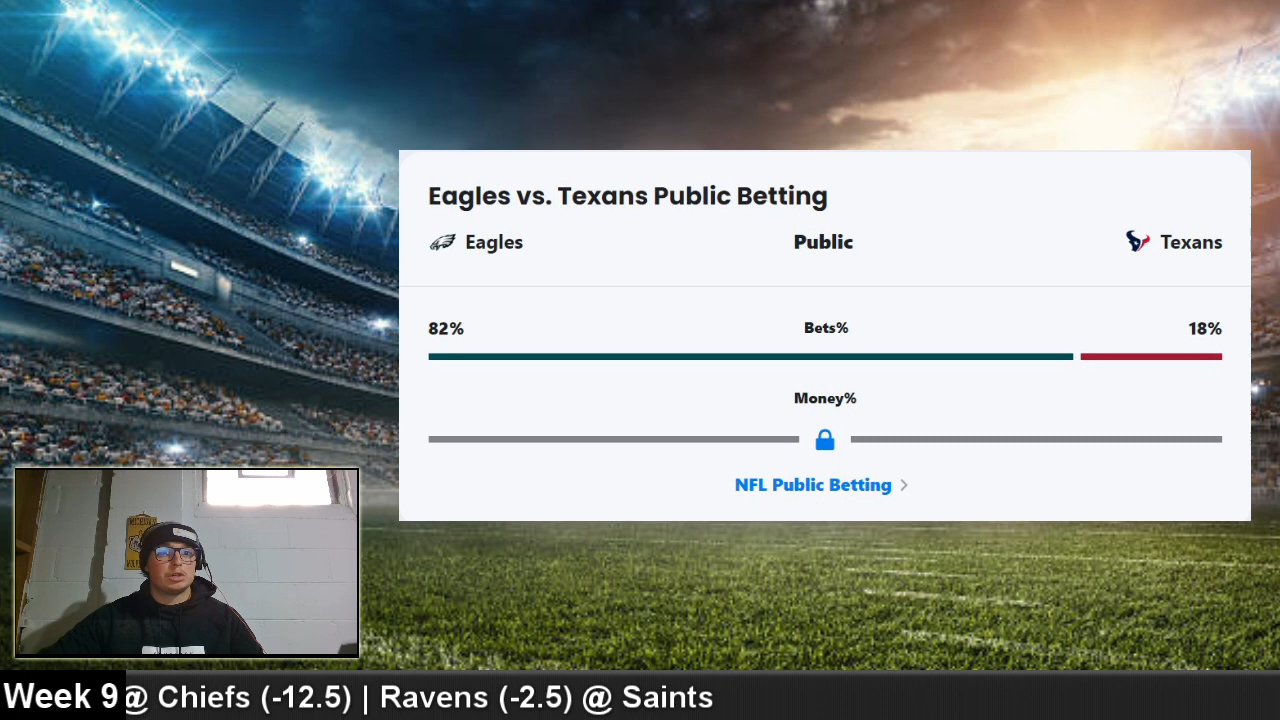 Eagles vs. Texans Public Betting
Eagles Public Texans
82% Bets% 18%
Money%
NFL Public Betting
Week 9 @ Chiefs (-12.5) | Ravens (-2.5) @ Saints